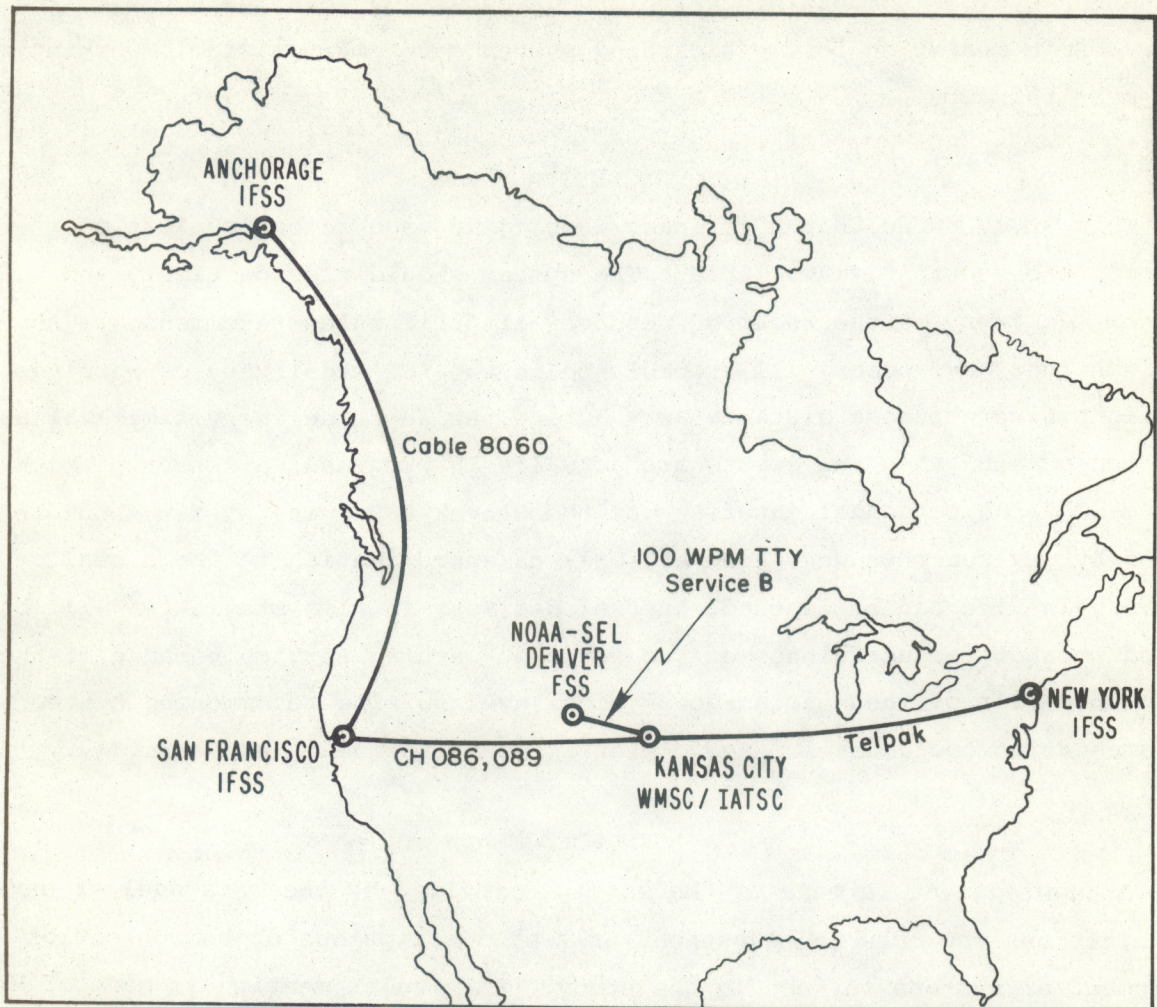 ANCHORAGE
IFSS
Cable 8060
100 WPM TTY
Service B
NOAA-SEL
DENVER
FSS
NEW YORK
IFSS
SAN FRANCISCO
IFSS
CH 086, 089
Telpak
KANSAS CITY
WMSC / IATSC